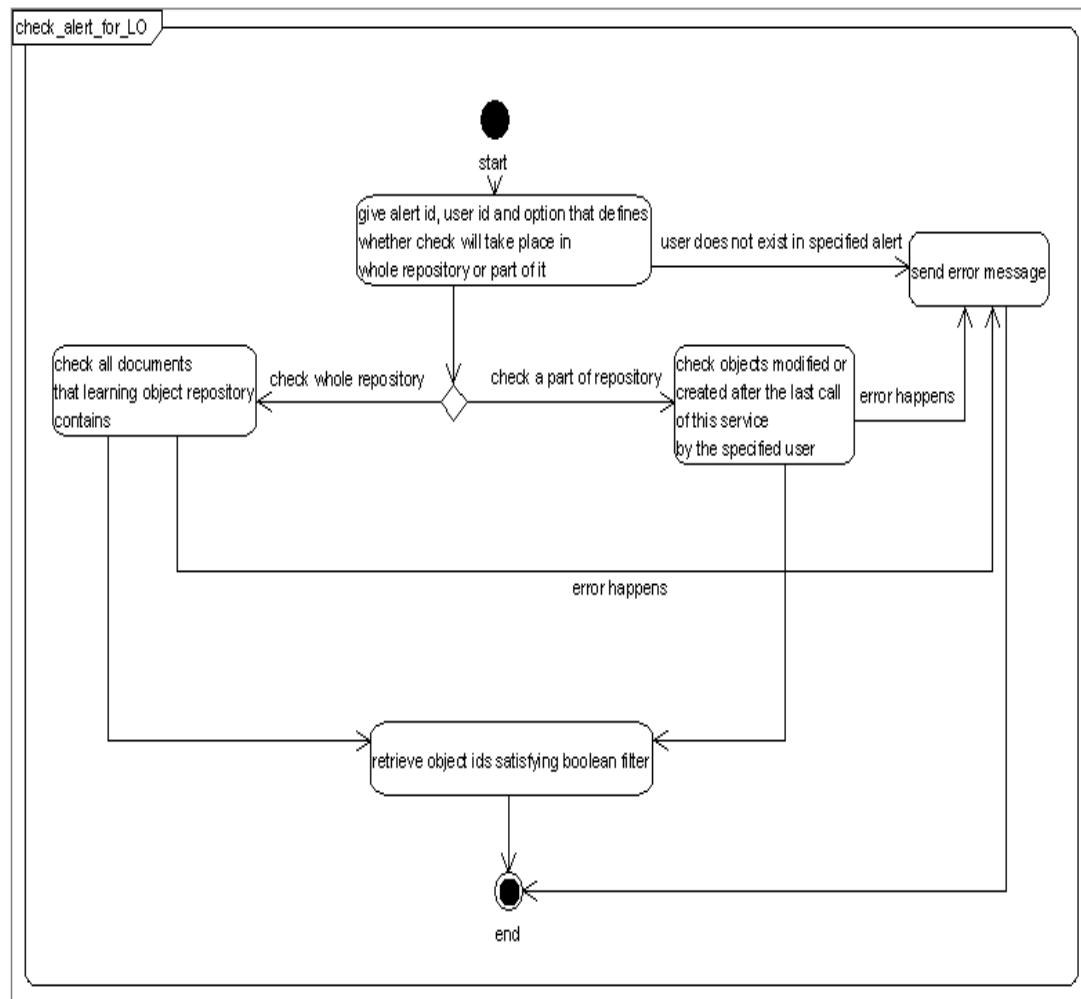 check_alert_for_LO
start
give alert id, user id and option that defines
whether check will take place in
whole repository or part of it
user does not exist in specified alert
send error message
check all documents
that learning object repository
contains
check whole repository
check a part of repository
check objects modified or
created after the last call
of this service
by the specified user
error happens
error happens
retrieve object ids satisfying boolean filter
end